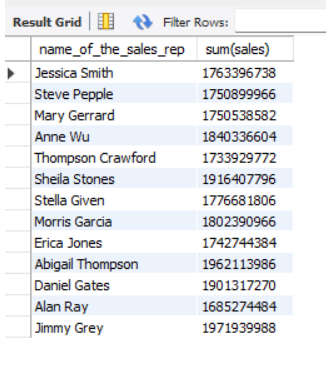 Result Grid Filter Rows:
name_of_the_sales_rep sum(sales)
Jessica Smith 1763396738
Steve Pepple 1750899966
Mary Gerrard 1750538582
Anne Wu 1840336604
Thompson Crawford 1733929772
Sheila Stones 1916407796
Stella Given 1776681806
Morris Garcia 1802390966
Erica Jones 1742744384
Abigail Thompson 1962113986
Daniel Gates 1901317270
Alan Ray 1685274484
Jimmy Grey 1971939988